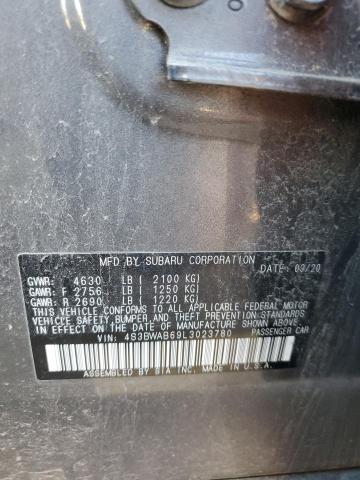 MFD. BY SUBARU CORPORATION
DATE: 03/20
GVWR: 4630 LB ( 2100 KG)
GAWR: F 2756 LB ( 1250 KG)
GAWR: R 2690 LB ( 1220 KG)
THIS VEHICLE CONFORMS TO ALL APPLICABLE FEDERAL MOTOR
VEHICLE SAFETY, BUMPER, AND THEFT PREVENTION STANDARDS
IN EFFECT ON THE DATE OF MANUFACTURE SHOWN ABOVE.
VIN: 4S3BWAB69L3023780 PASSENGER CAR
ASSEMBLED BY SIA INC. MADE IN U.S.A.